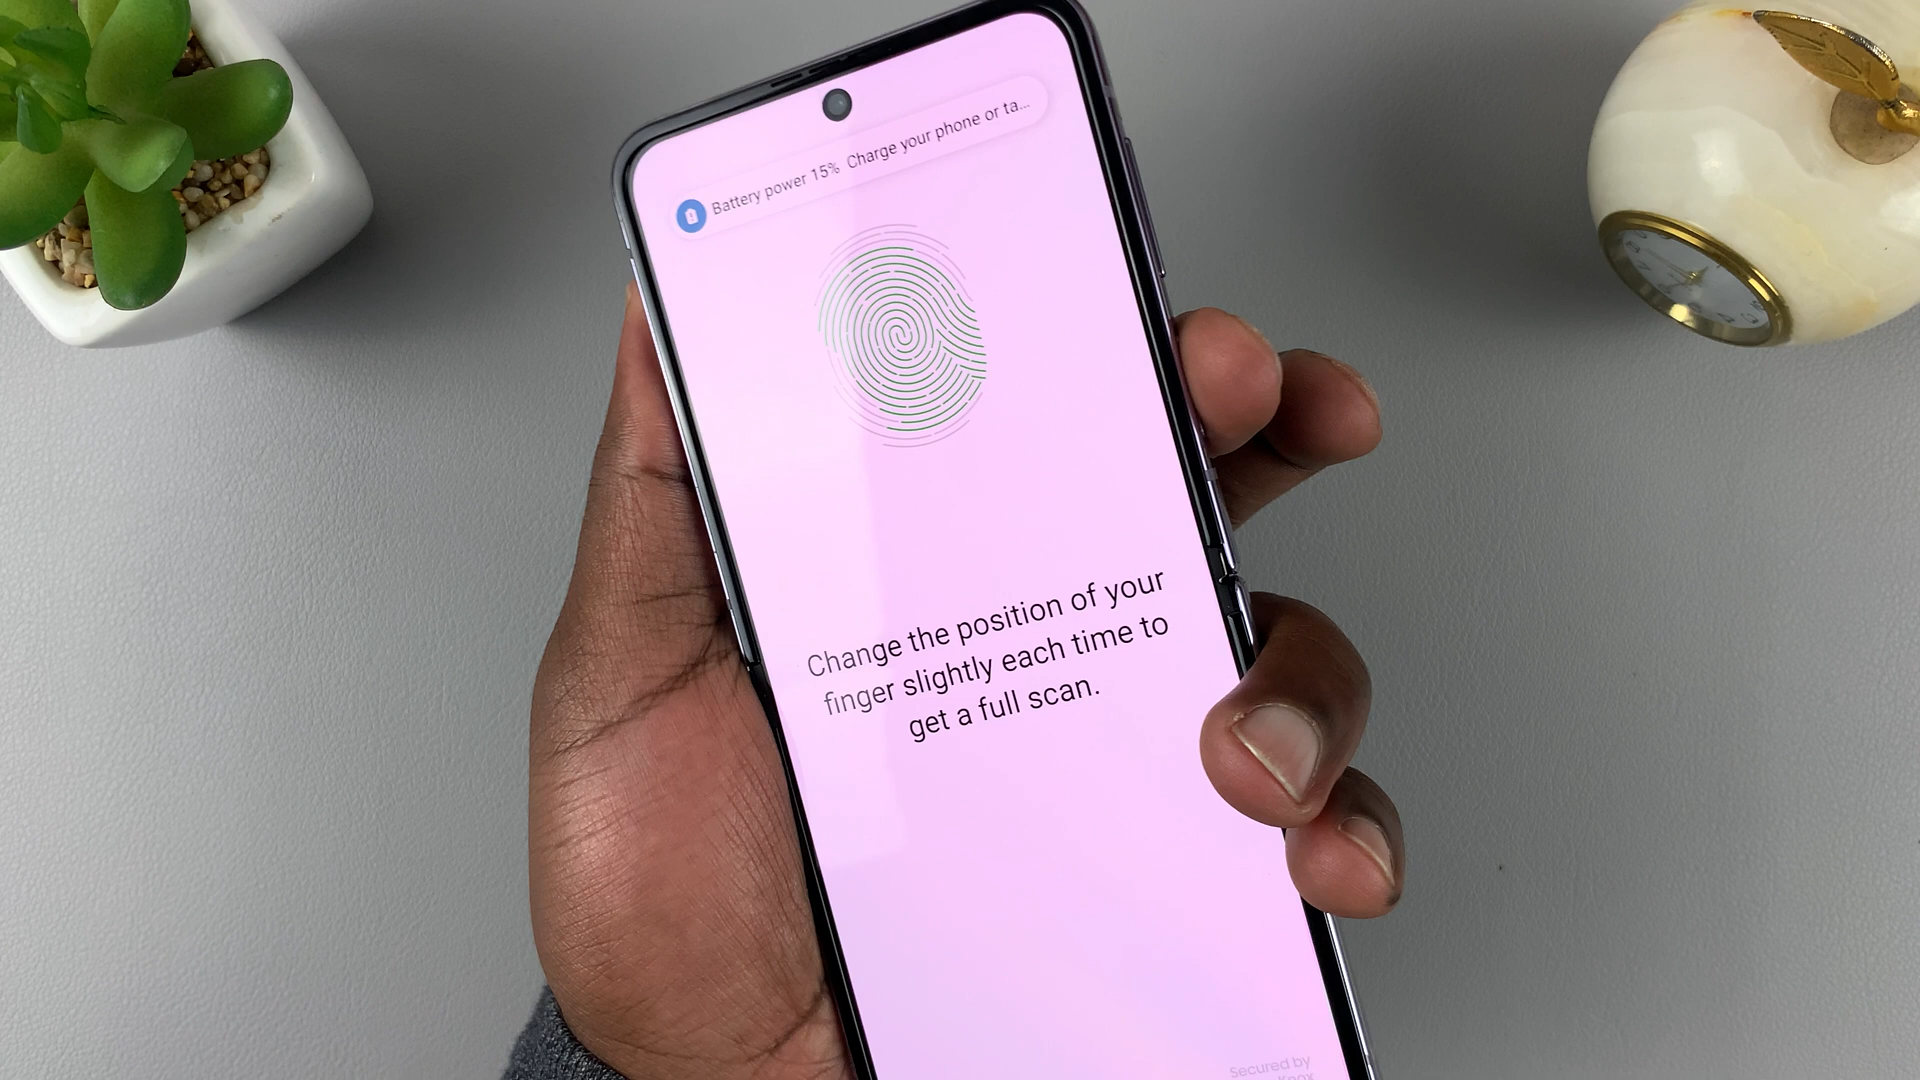 Battery power 15% Charge your phone or ta...
Change the position of your
finger slightly each time to
get a full scan.
Secured by
Knox